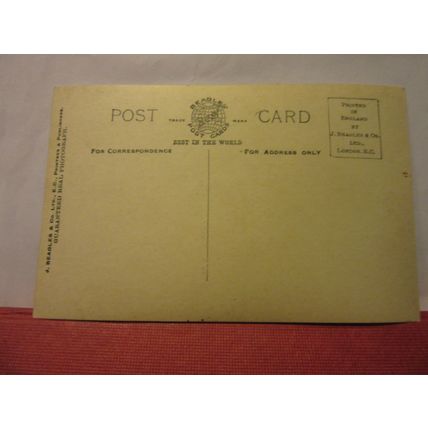 BEAGLES'
POST CARD
TRADE MARK
POST CARDS
BEST IN THE WORLD
FOR CORRESPONDENCE
FOR ADDRESS ONLY
PRINTED
IN
ENGLAND
BY
J. BEAGLES & CO.
LTD.,
LONDON. E.C.
J. BEAGLES & CO. LTD., E.C., PRINTERS & PUBLISHERS.
GUARANTEED REAL PHOTOGRAPH.